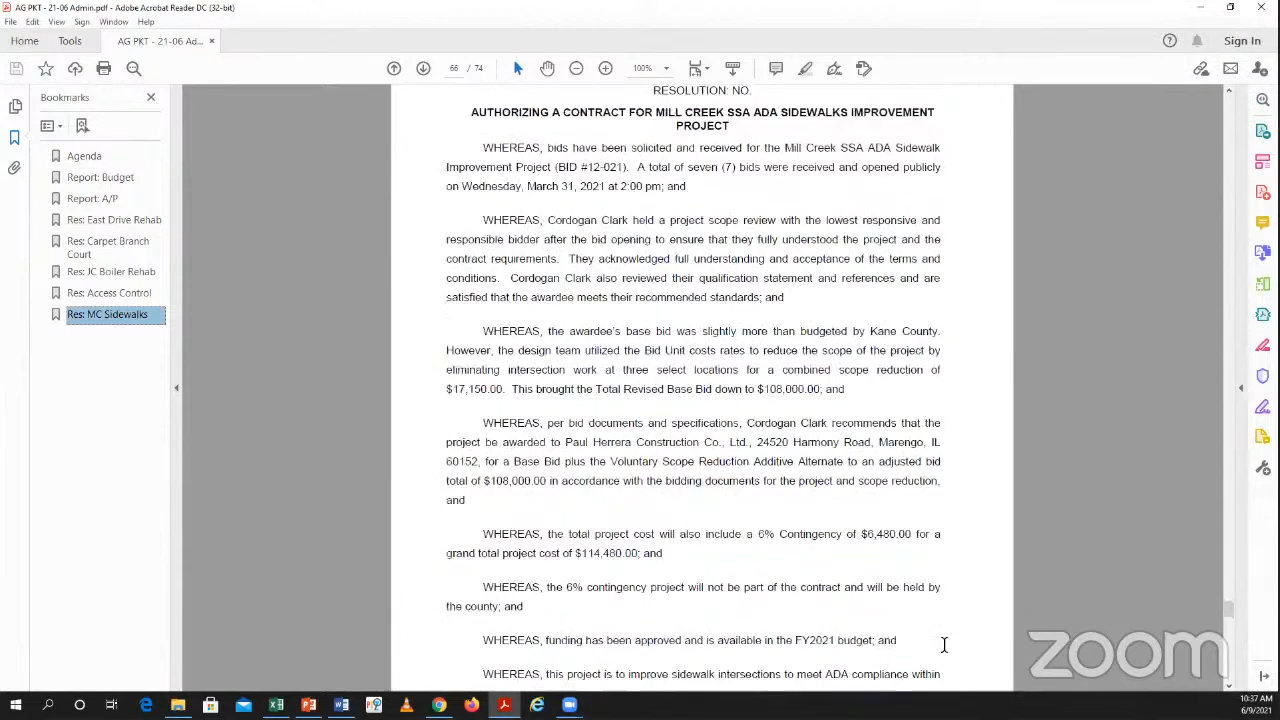 AG PKT - 21-06 Admin.pdf - Adobe Acrobat Reader DC (32-bit)
File Edit View Sign Window Help
Home Tools AG PKT - 21-06 Ad... × Sign In
66 / 74 100%
Bookmarks
Agenda
Report: Budget
Report: A/P
Res: East Drive Rehab
Res: Carpet Branch
Court
Res: JC Boiler Rehab
Res: Access Control
Res: MC Sidewalks
RESOLUTION: NO.
AUTHORIZING A CONTRACT FOR MILL CREEK SSA ADA SIDEWALKS IMPROVEMENT
PROJECT
WHEREAS, bids have been solicited and received for the Mill Creek SSA ADA Sidewalk
Improvement Project (BID #12-021). A total of seven (7) bids were received and opened publicly
on Wednesday, March 31, 2021 at 2:00 pm; and
WHEREAS, Cordogan Clark held a project scope review with the lowest responsive and
responsible bidder after the bid opening to ensure that they fully understood the project and the
contract requirements. They acknowledged full understanding and acceptance of the terms and
conditions. Cordogan Clark also reviewed their qualification statement and references and are
satisfied that the awardee meets their recommended standards; and
WHEREAS, the awardee's base bid was slightly more than budgeted by Kane County.
However, the design team utilized the Bid Unit costs rates to reduce the scope of the project by
eliminating intersection work at three select locations for a combined scope reduction of
$17,150.00. This brought the Total Revised Base Bid down to $108,000.00; and
WHEREAS, per bid documents and specifications, Cordogan Clark recommends that the
project be awarded to Paul Herrera Construction Co., Ltd., 24520 Harmony Road, Marengo, IL
60152, for a Base Bid plus the Voluntary Scope Reduction Additive Alternate to an adjusted bid
total of $108,000.00 in accordance with the bidding documents for the project and scope reduction,
and
WHEREAS, the total project cost will also include a 6% Contingency of $6,480.00 for a
grand total project cost of $114,480.00; and
WHEREAS, the 6% contingency project will not be part of the contract and will be held by
the county; and
WHEREAS, funding has been approved and is available in the FY2021 budget; and
WHEREAS, this project is to improve sidewalk intersections to meet ADA compliance within
zoom
10:37 AM
6/9/2021